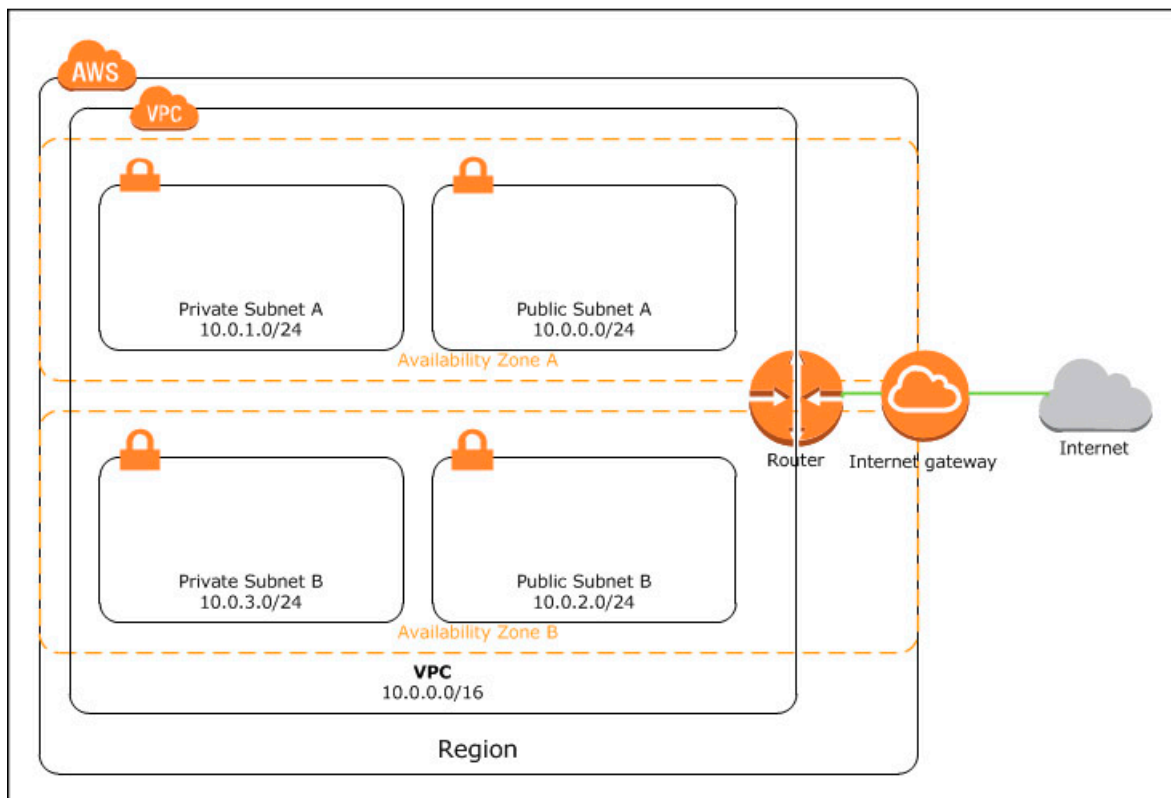 AWS
VPC
Private Subnet A
10.0.1.0/24
Public Subnet A
10.0.0.0/24
Availability Zone A
Router
Internet gateway
Internet
Private Subnet B
10.0.3.0/24
Public Subnet B
10.0.2.0/24
Availability Zone B
VPC
10.0.0.0/16
Region